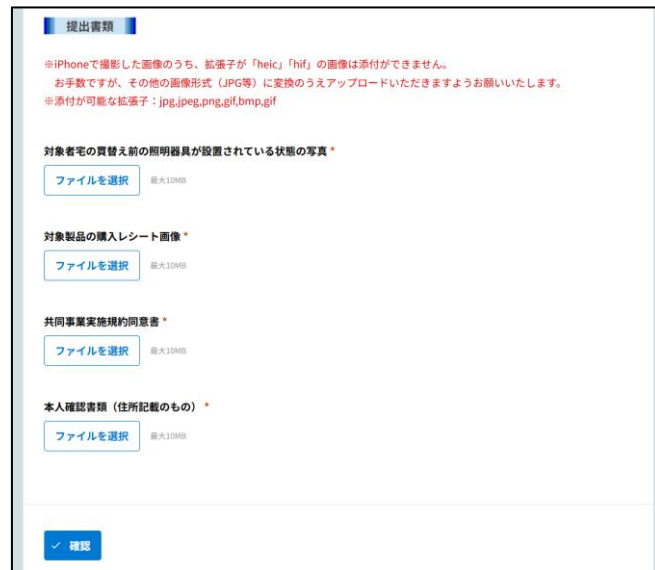 提出書類
※iPhoneで撮影した画像のうち、拡張子が「heic」「hif」の画像は添付ができません。
お手数ですが、その他の画像形式（JPG等）に変換のうえアップロードいただきますようお願いいたします。
※添付が可能な拡張子：jpg,jpeg,png,gif,bmp,gif
対象者宅の買替え前の照明器具が設置されている状態の写真 *
ファイルを選択 最大10MB
対象製品の購入レシート画像 *
ファイルを選択 最大10MB
共同事業実施規約同意書 *
ファイルを選択 最大10MB
本人確認書類（住所記載のもの） *
ファイルを選択 最大10MB
✓ 確認